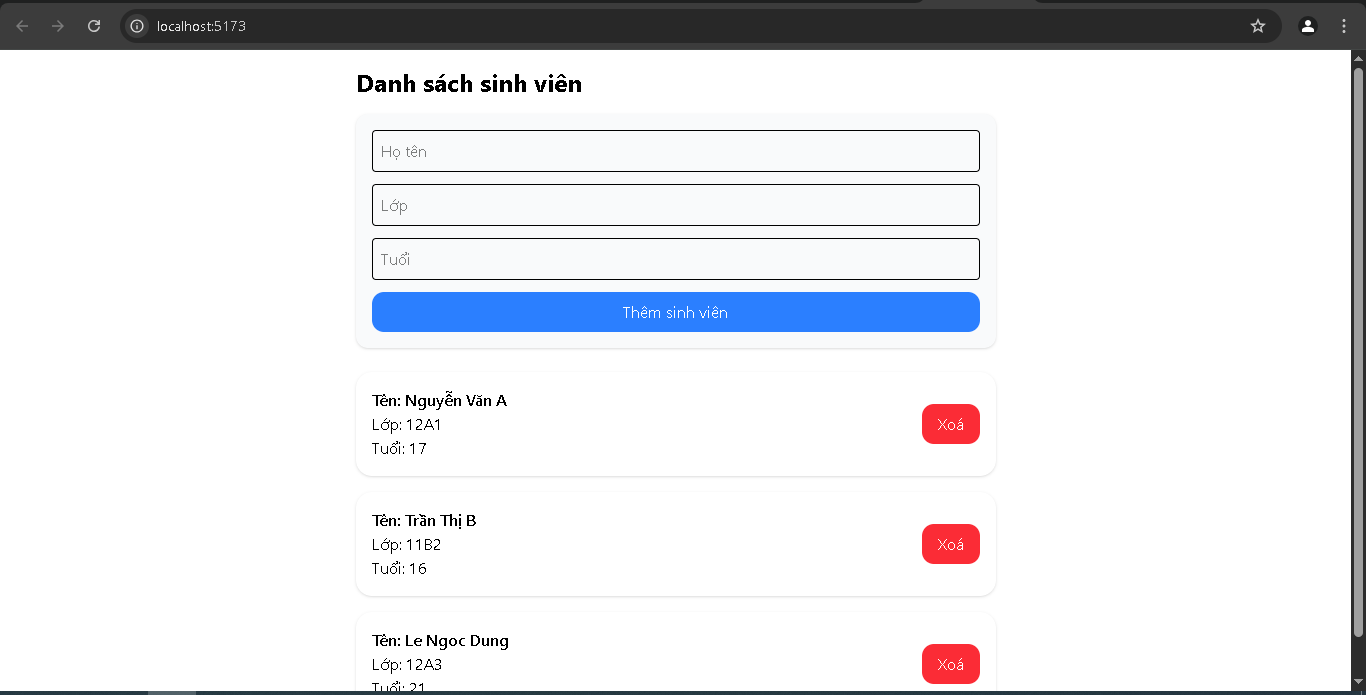 localhost:5173
Danh sách sinh viên
Họ tên
Lớp
Tuổi
Thêm sinh viên
Tên: Nguyễn Văn A
Lớp: 12A1
Tuổi: 17
Xoá
Tên: Trần Thị B
Lớp: 11B2
Tuổi: 16
Xoá
Tên: Le Ngoc Dung
Lớp: 12A3
Tuổi: 21
Xoá